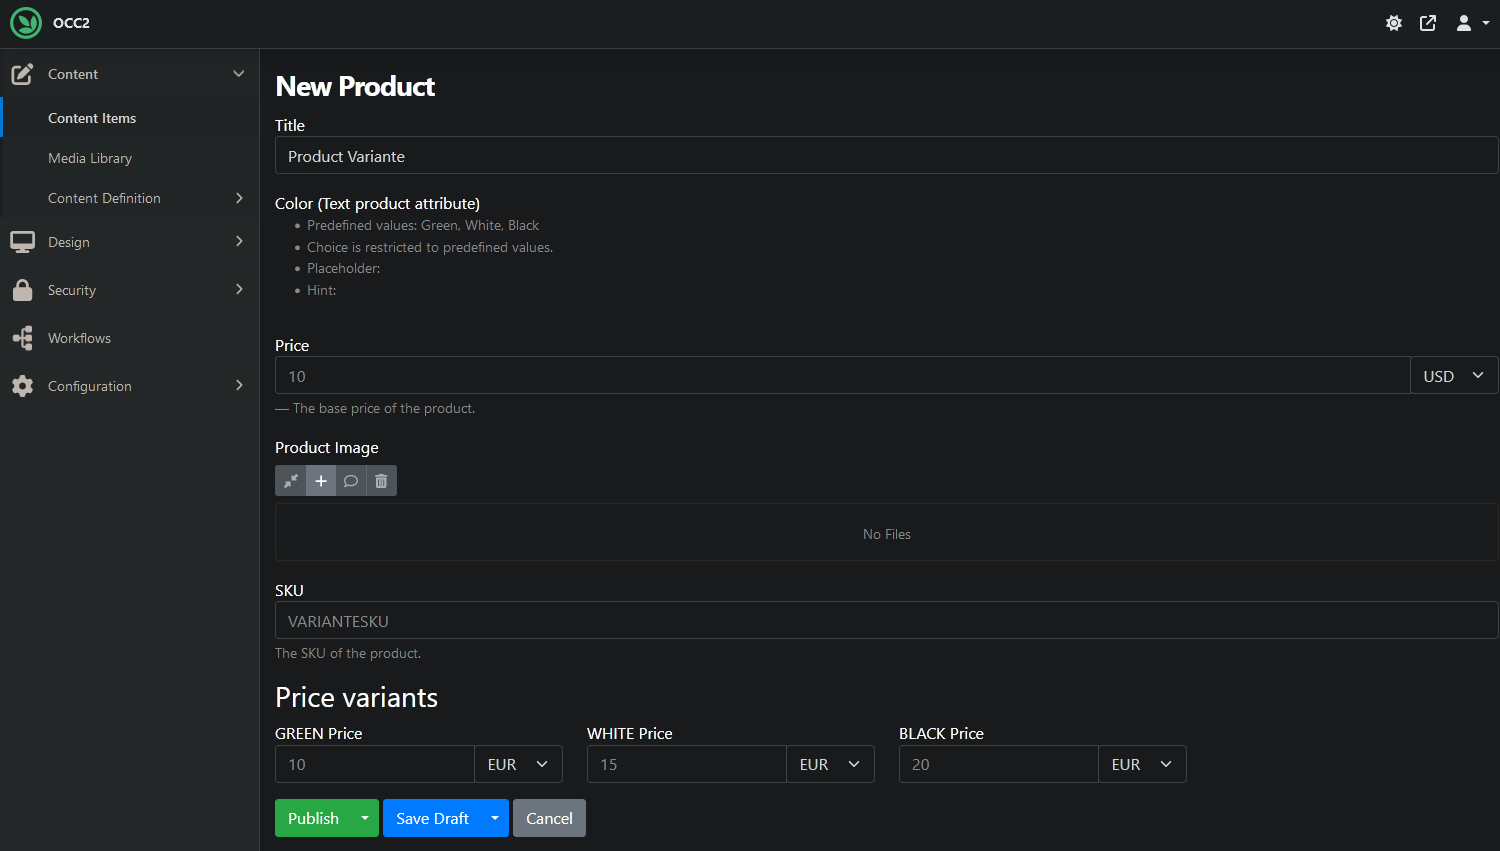 OCC2
Content
Content Items
Media Library
Content Definition
Design
Security
Workflows
Configuration
New Product
Title
Product Variante
Color (Text product attribute)
• Predefined values: Green, White, Black
• Choice is restricted to predefined values.
• Placeholder:
• Hint:
Price
10 USD
— The base price of the product.
Product Image
No Files
SKU
VARIANTESKU
The SKU of the product.
Price variants
GREEN Price WHITE Price BLACK Price
10 EUR 15 EUR 20 EUR
Publish Save Draft Cancel